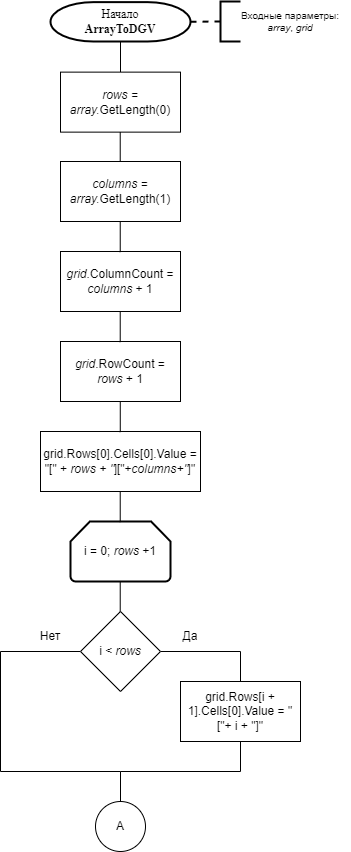 Начало
ArrayToDGV
Входные параметры:
array, grid
rows =
array.GetLength(0)
columns =
array.GetLength(1)
grid.ColumnCount =
columns + 1
grid.RowCount =
rows + 1
grid.Rows[0].Cells[0].Value =
"[" + rows + "]["+columns+"]"
i = 0; rows +1
i < rows
Нет
Да
grid.Rows[i +
1].Cells[0].Value = "
["+ i + "]"
A